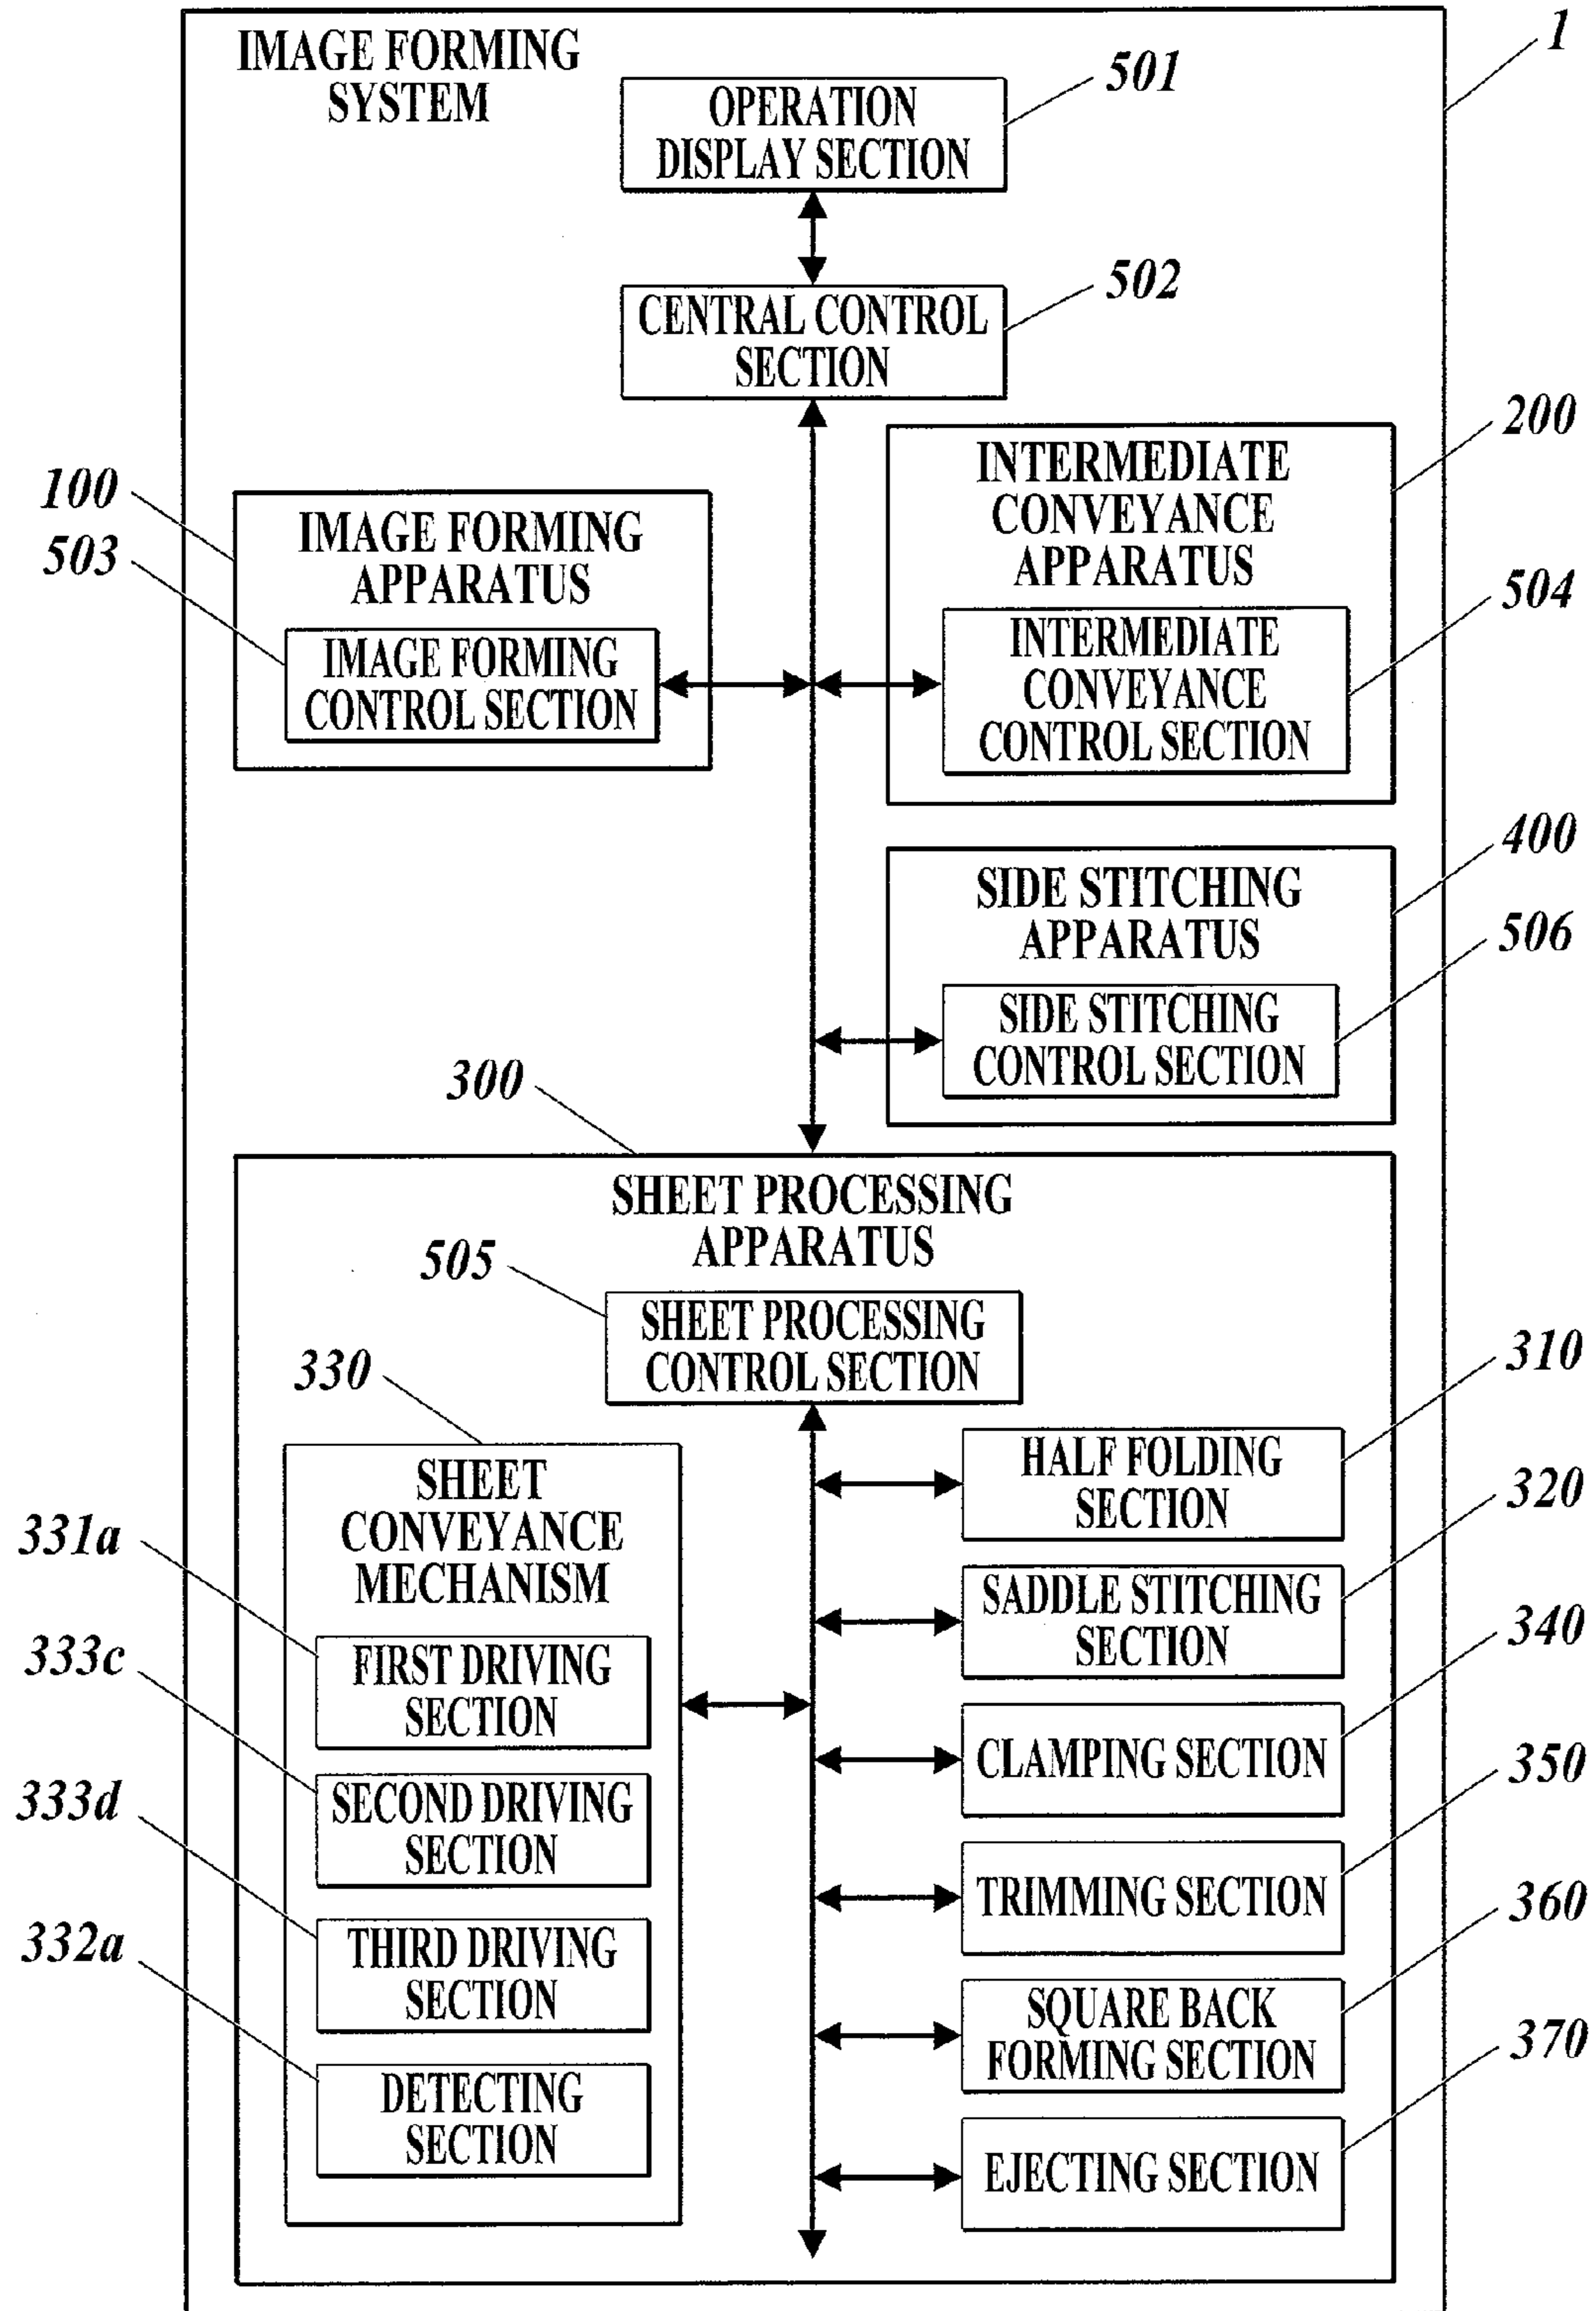 1
IMAGE FORMING
SYSTEM
501
OPERATION
DISPLAY SECTION
502
CENTRAL CONTROL
SECTION
200
INTERMEDIATE
CONVEYANCE
APPARATUS
504
INTERMEDIATE
CONVEYANCE
CONTROL SECTION
100
IMAGE FORMING
APPARATUS
503
IMAGE FORMING
CONTROL SECTION
400
SIDE STITCHING
APPARATUS
506
SIDE STITCHING
CONTROL SECTION
300
SHEET PROCESSING
APPARATUS
505
SHEET PROCESSING
CONTROL SECTION
330
SHEET
CONVEYANCE
MECHANISM
331a
FIRST DRIVING
SECTION
333c
SECOND DRIVING
SECTION
333d
THIRD DRIVING
SECTION
332a
DETECTING
SECTION
310
HALF FOLDING
SECTION
320
SADDLE STITCHING
SECTION
340
CLAMPING SECTION
350
TRIMMING SECTION
360
SQUARE BACK
FORMING SECTION
370
EJECTING SECTION